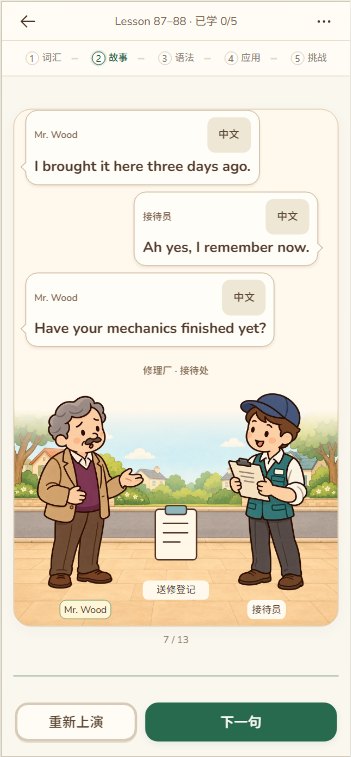 Lesson 87–88 · 已学 0/5
1 词汇 – 2 故事 – 3 语法 – 4 应用 – 5 挑战
Mr. Wood
中文
I brought it here three days ago.
接待员
中文
Ah yes, I remember now.
Mr. Wood
中文
Have your mechanics finished yet?
修理厂 · 接待处
送修登记
Mr. Wood
接待员
7 / 13
重新上演
下一句